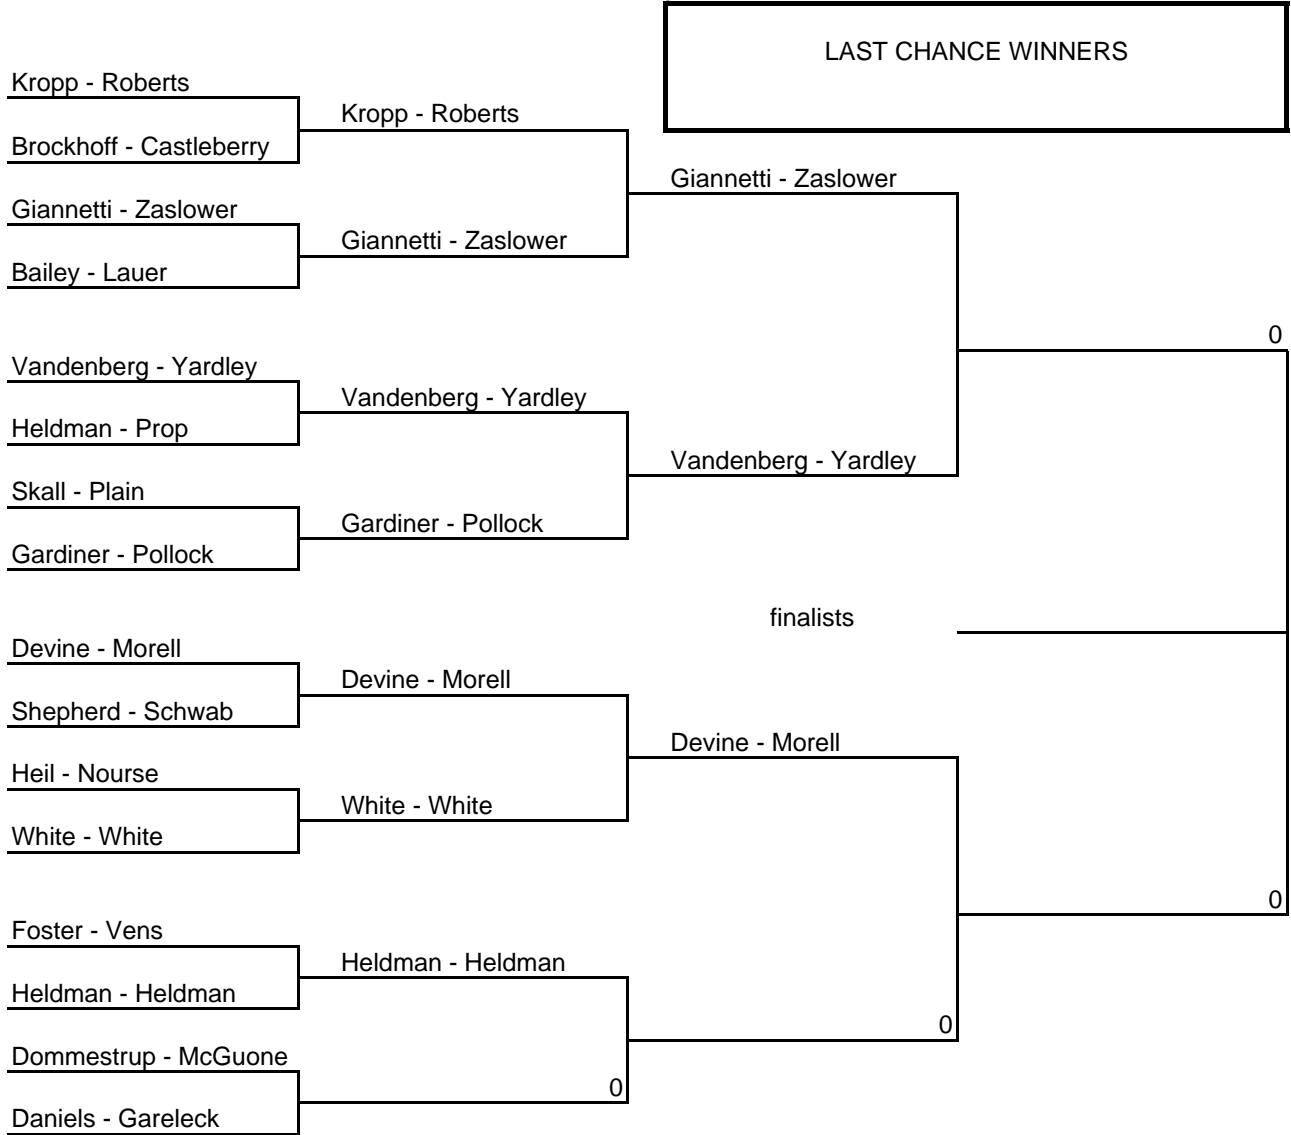 LAST CHANCE WINNERS
Kropp - Roberts
Brockhoff - Castleberry
Giannetti - Zaslower
Bailey - Lauer
Vandenberg - Yardley
Heldman - Prop
Skall - Plain
Gardiner - Pollock
Devine - Morell
Shepherd - Schwab
Heil - Nourse
White - White
Foster - Vens
Heldman - Heldman
Dommestrup - McGuone
Daniels - Gareleck
Kropp - Roberts
Giannetti - Zaslower
Vandenberg - Yardley
Gardiner - Pollock
Devine - Morell
White - White
Heldman - Heldman
0
Giannetti - Zaslower
Vandenberg - Yardley
finalists
Devine - Morell
0
0
0